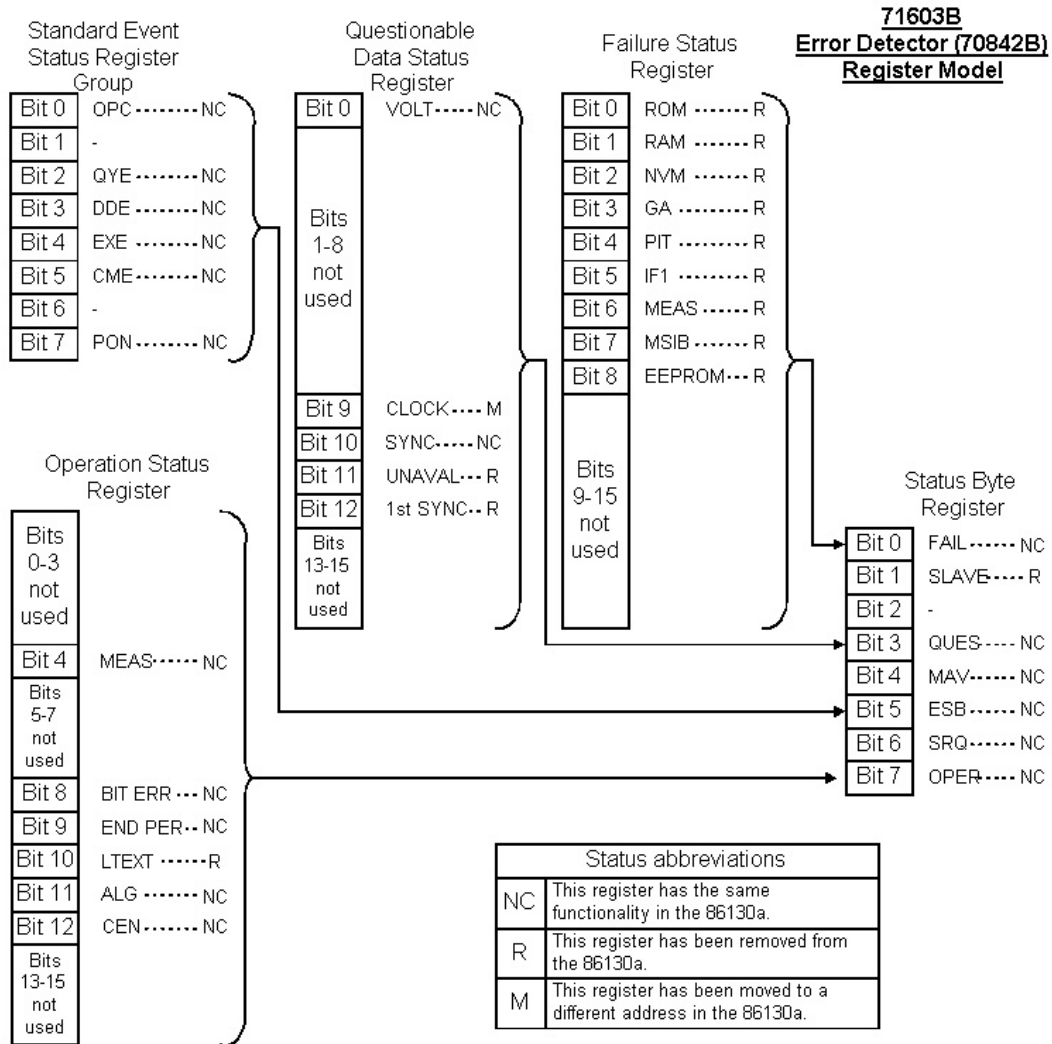 71603B
Error Detector (70842B)
Register Model
Standard Event
Status Register
Group
Bit 0 OPC -------- NC
Bit 1 -
Bit 2 QYE -------- NC
Bit 3 DDE -------- NC
Bit 4 EXE -------- NC
Bit 5 CME -------- NC
Bit 6 -
Bit 7 PON -------- NC
Questionable
Data Status
Register
Bit 0 VOLT----- NC
Bits
1-8
not
used
Bit 9 CLOCK---- M
Bit 10 SYNC----- NC
Bit 11 UNAVAL--- R
Bit 12 1st SYNC-- R
Bits
13-15
not
used
Failure Status
Register
Bit 0 ROM ------- R
Bit 1 RAM ------- R
Bit 2 NVM ------- R
Bit 3 GA --------- R
Bit 4 PIT -------- R
Bit 5 IF1 -------- R
Bit 6 MEAS ------- R
Bit 7 MSIB ------- R
Bit 8 EEPROM--- R
Bits
9-15
not
used
Operation Status
Register
Bits
0-3
not
used
Bit 4 MEAS------ NC
Bits
5-7
not
used
Bit 8 BIT ERR --- NC
Bit 9 END PER-- NC
Bit 10 LTEXT ------R
Bit 11 ALG ------- NC
Bit 12 CEN------- NC
Bits
13-15
not
used
Status Byte
Register
Bit 0 FAIL------ NC
Bit 1 SLAVE----- R
Bit 2 -
Bit 3 QUES---- NC
Bit 4 MAV------ NC
Bit 5 ESB ------ NC
Bit 6 SRQ------ NC
Bit 7 OPER---- NC
Status abbreviations
NC This register has the same
functionality in the 86130a.
R This register has been removed from
the 86130a.
M This register has been moved to a
different address in the 86130a.